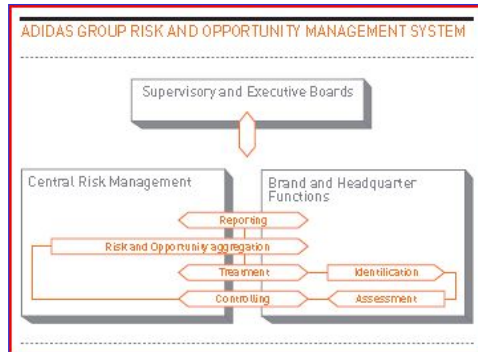 ADIDAS GROUP RISK AND OPPORTUNITY MANAGEMENT SYSTEM
Supervisory and Executive Boards
Central Risk Management
Brand and Headquarter
Functions
Reporting
Risk and Opportunity aggregation
Treatment
Identification
Controlling
Assessment